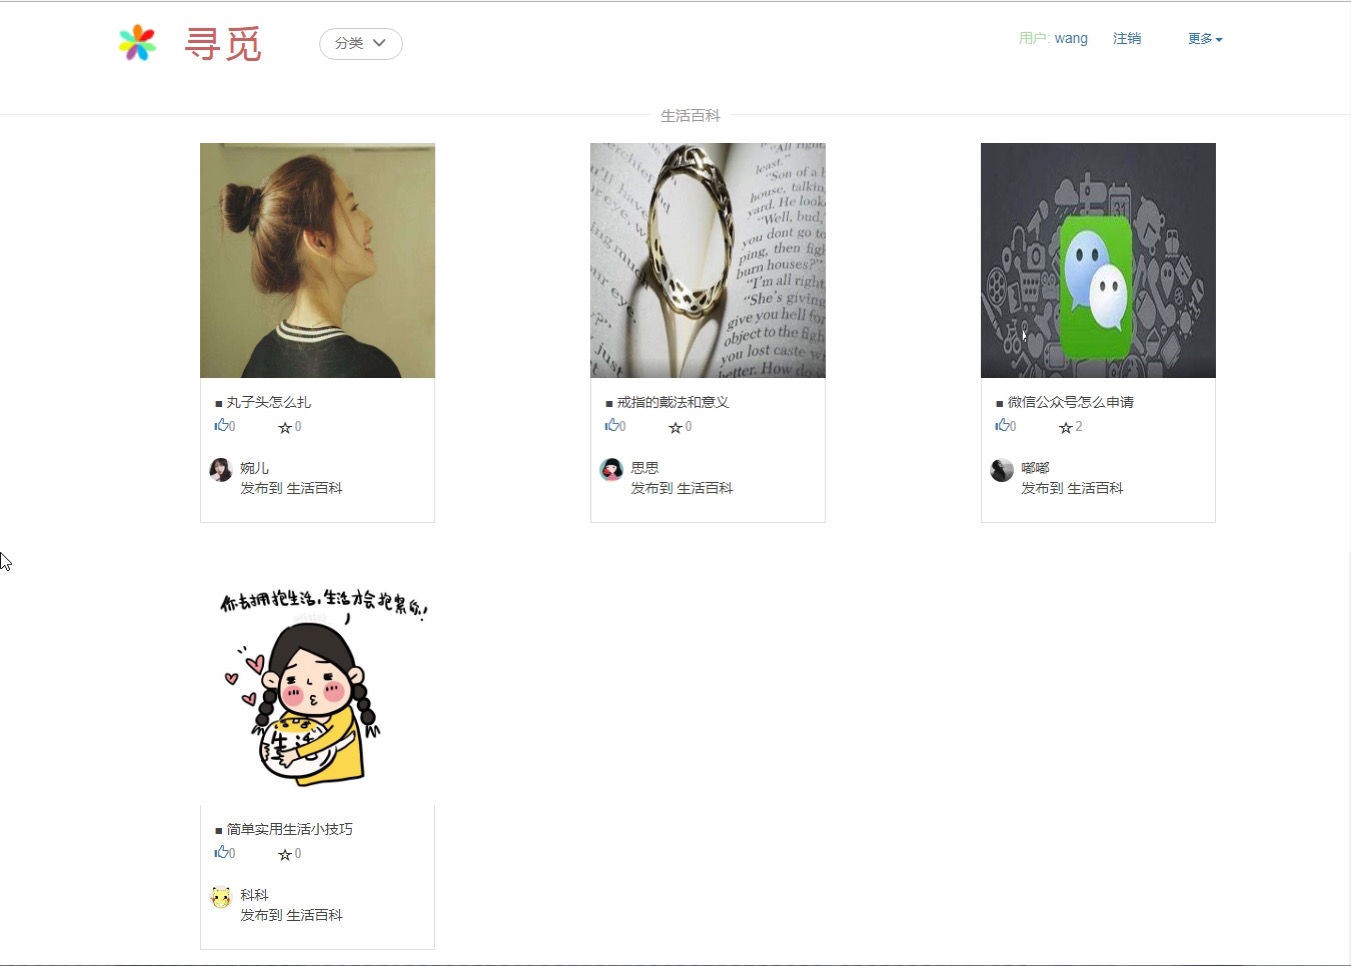 寻觅
分类
用户: wang 注销 更多
生活百科
"All right
least."
"Son of a
house, talkin
yard. He look
"Well, bud,
you dont go to
ping, then figh
burn houses?"
"I'm all right
"She's giving
give you hell for
object to the figh
you lost caste w
better. How do
31
■ 丸子头怎么扎
0 0
婉儿
发布到 生活百科
■ 戒指的戴法和意义
0 0
思思
发布到 生活百科
■ 微信公众号怎么申请
0 2
嘟嘟
发布到 生活百科
你去拥抱生活,生活才会抱紧你!
生活
■ 简单实用生活小技巧
0 0
科科
发布到 生活百科